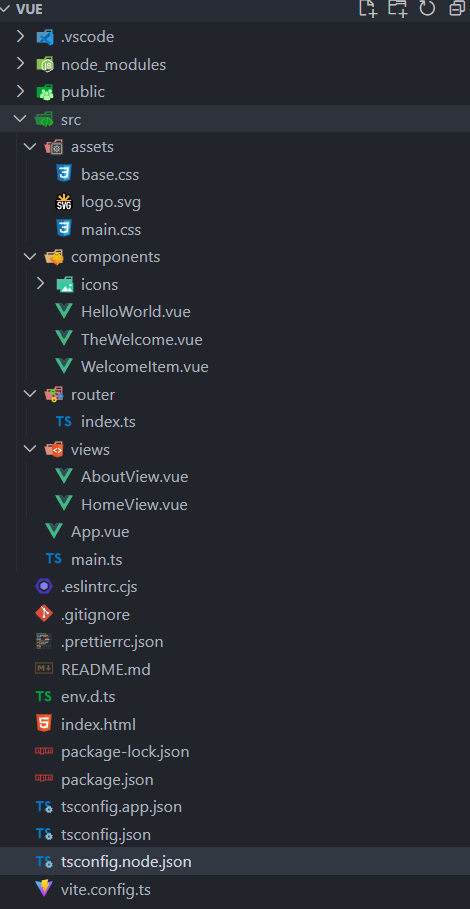 VUE
.vscode
node_modules
public
src
assets
base.css
logo.svg
main.css
components
icons
HelloWorld.vue
TheWelcome.vue
WelcomeItem.vue
router
TS index.ts
views
AboutView.vue
HomeView.vue
App.vue
TS main.ts
.eslintrc.cjs
.gitignore
.prettierrc.json
README.md
TS env.d.ts
index.html
package-lock.json
package.json
TS tsconfig.app.json
TS tsconfig.json
TS tsconfig.node.json
vite.config.ts